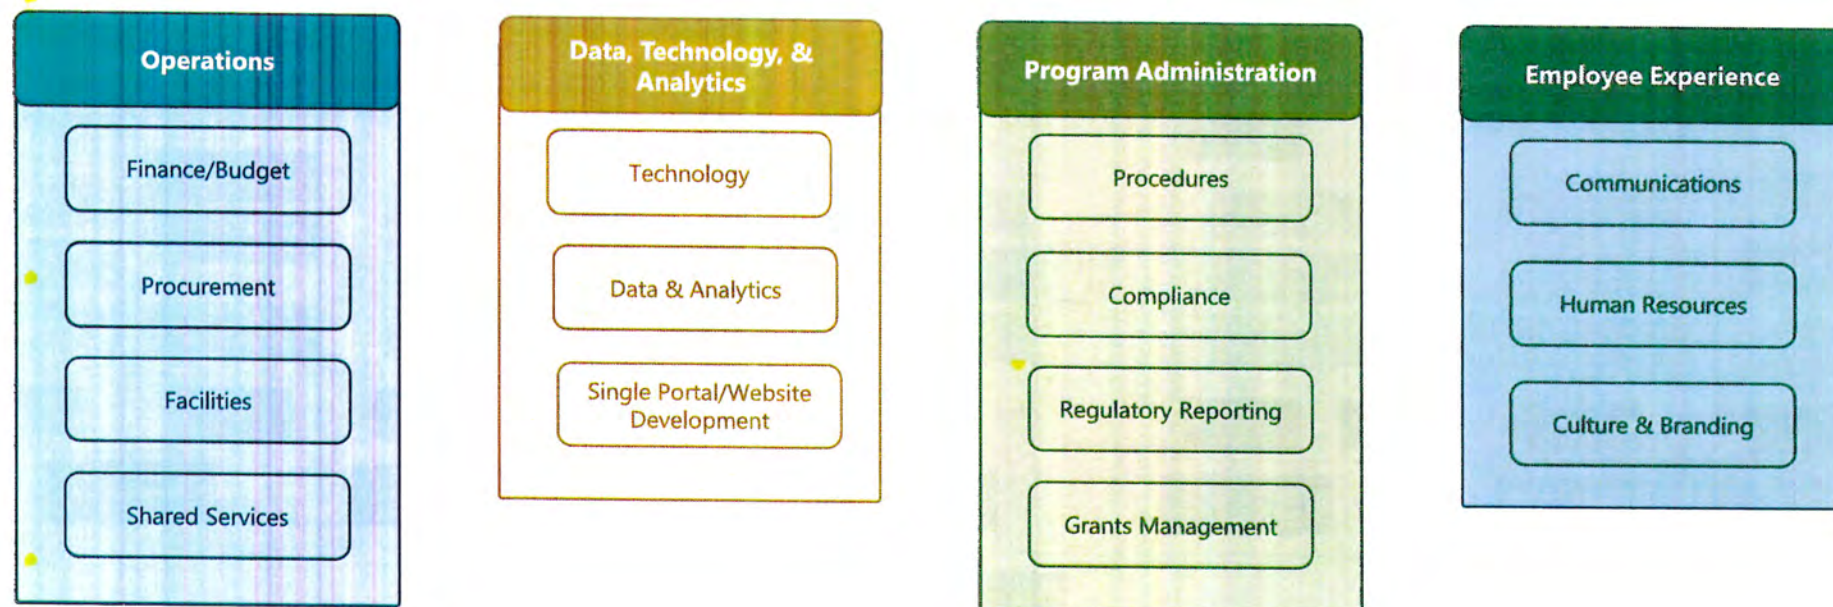 Operations
Finance/Budget
Procurement
Facilities
Shared Services
Data, Technology, &
Analytics
Technology
Data & Analytics
Single Portal/Website
Development
Program Administration
Procedures
Compliance
Regulatory Reporting
Grants Management
Employee Experience
Communications
Human Resources
Culture & Branding